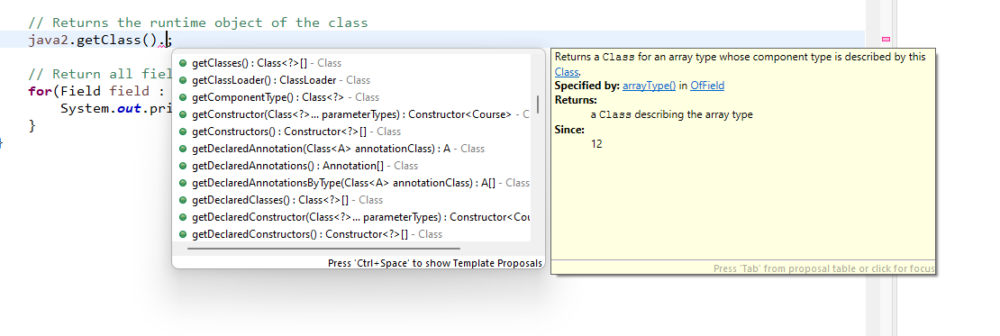 // Returns the runtime object of the class
java2.getClass().;
// Return all fiel
for(Field field :
System.out.pri
}
}
getClasses() : Class<?>[] - Class
getClassLoader() : ClassLoader - Class
getComponentType() : Class<?> - Class
getConstructor(Class<?>... parameterTypes) : Constructor<Course> - C
getConstructors() : Constructor<?>[] - Class
getDeclaredAnnotation(Class<A> annotationClass) : A - Class
getDeclaredAnnotations() : Annotation[] - Class
getDeclaredAnnotationsByType(Class<A> annotationClass) : A[] - Class
getDeclaredClasses() : Class<?>[] - Class
getDeclaredConstructor(Class<?>... parameterTypes) : Constructor<Cou
getDeclaredConstructors() : Constructor<?>[] - Class
Press 'Ctrl+Space' to show Template Proposals
Returns a Class for an array type whose component type is described by this
Class.
Specified by: arrayType() in OfField
Returns:
a Class describing the array type
Since:
12
Press 'Tab' from proposal table or click for focus